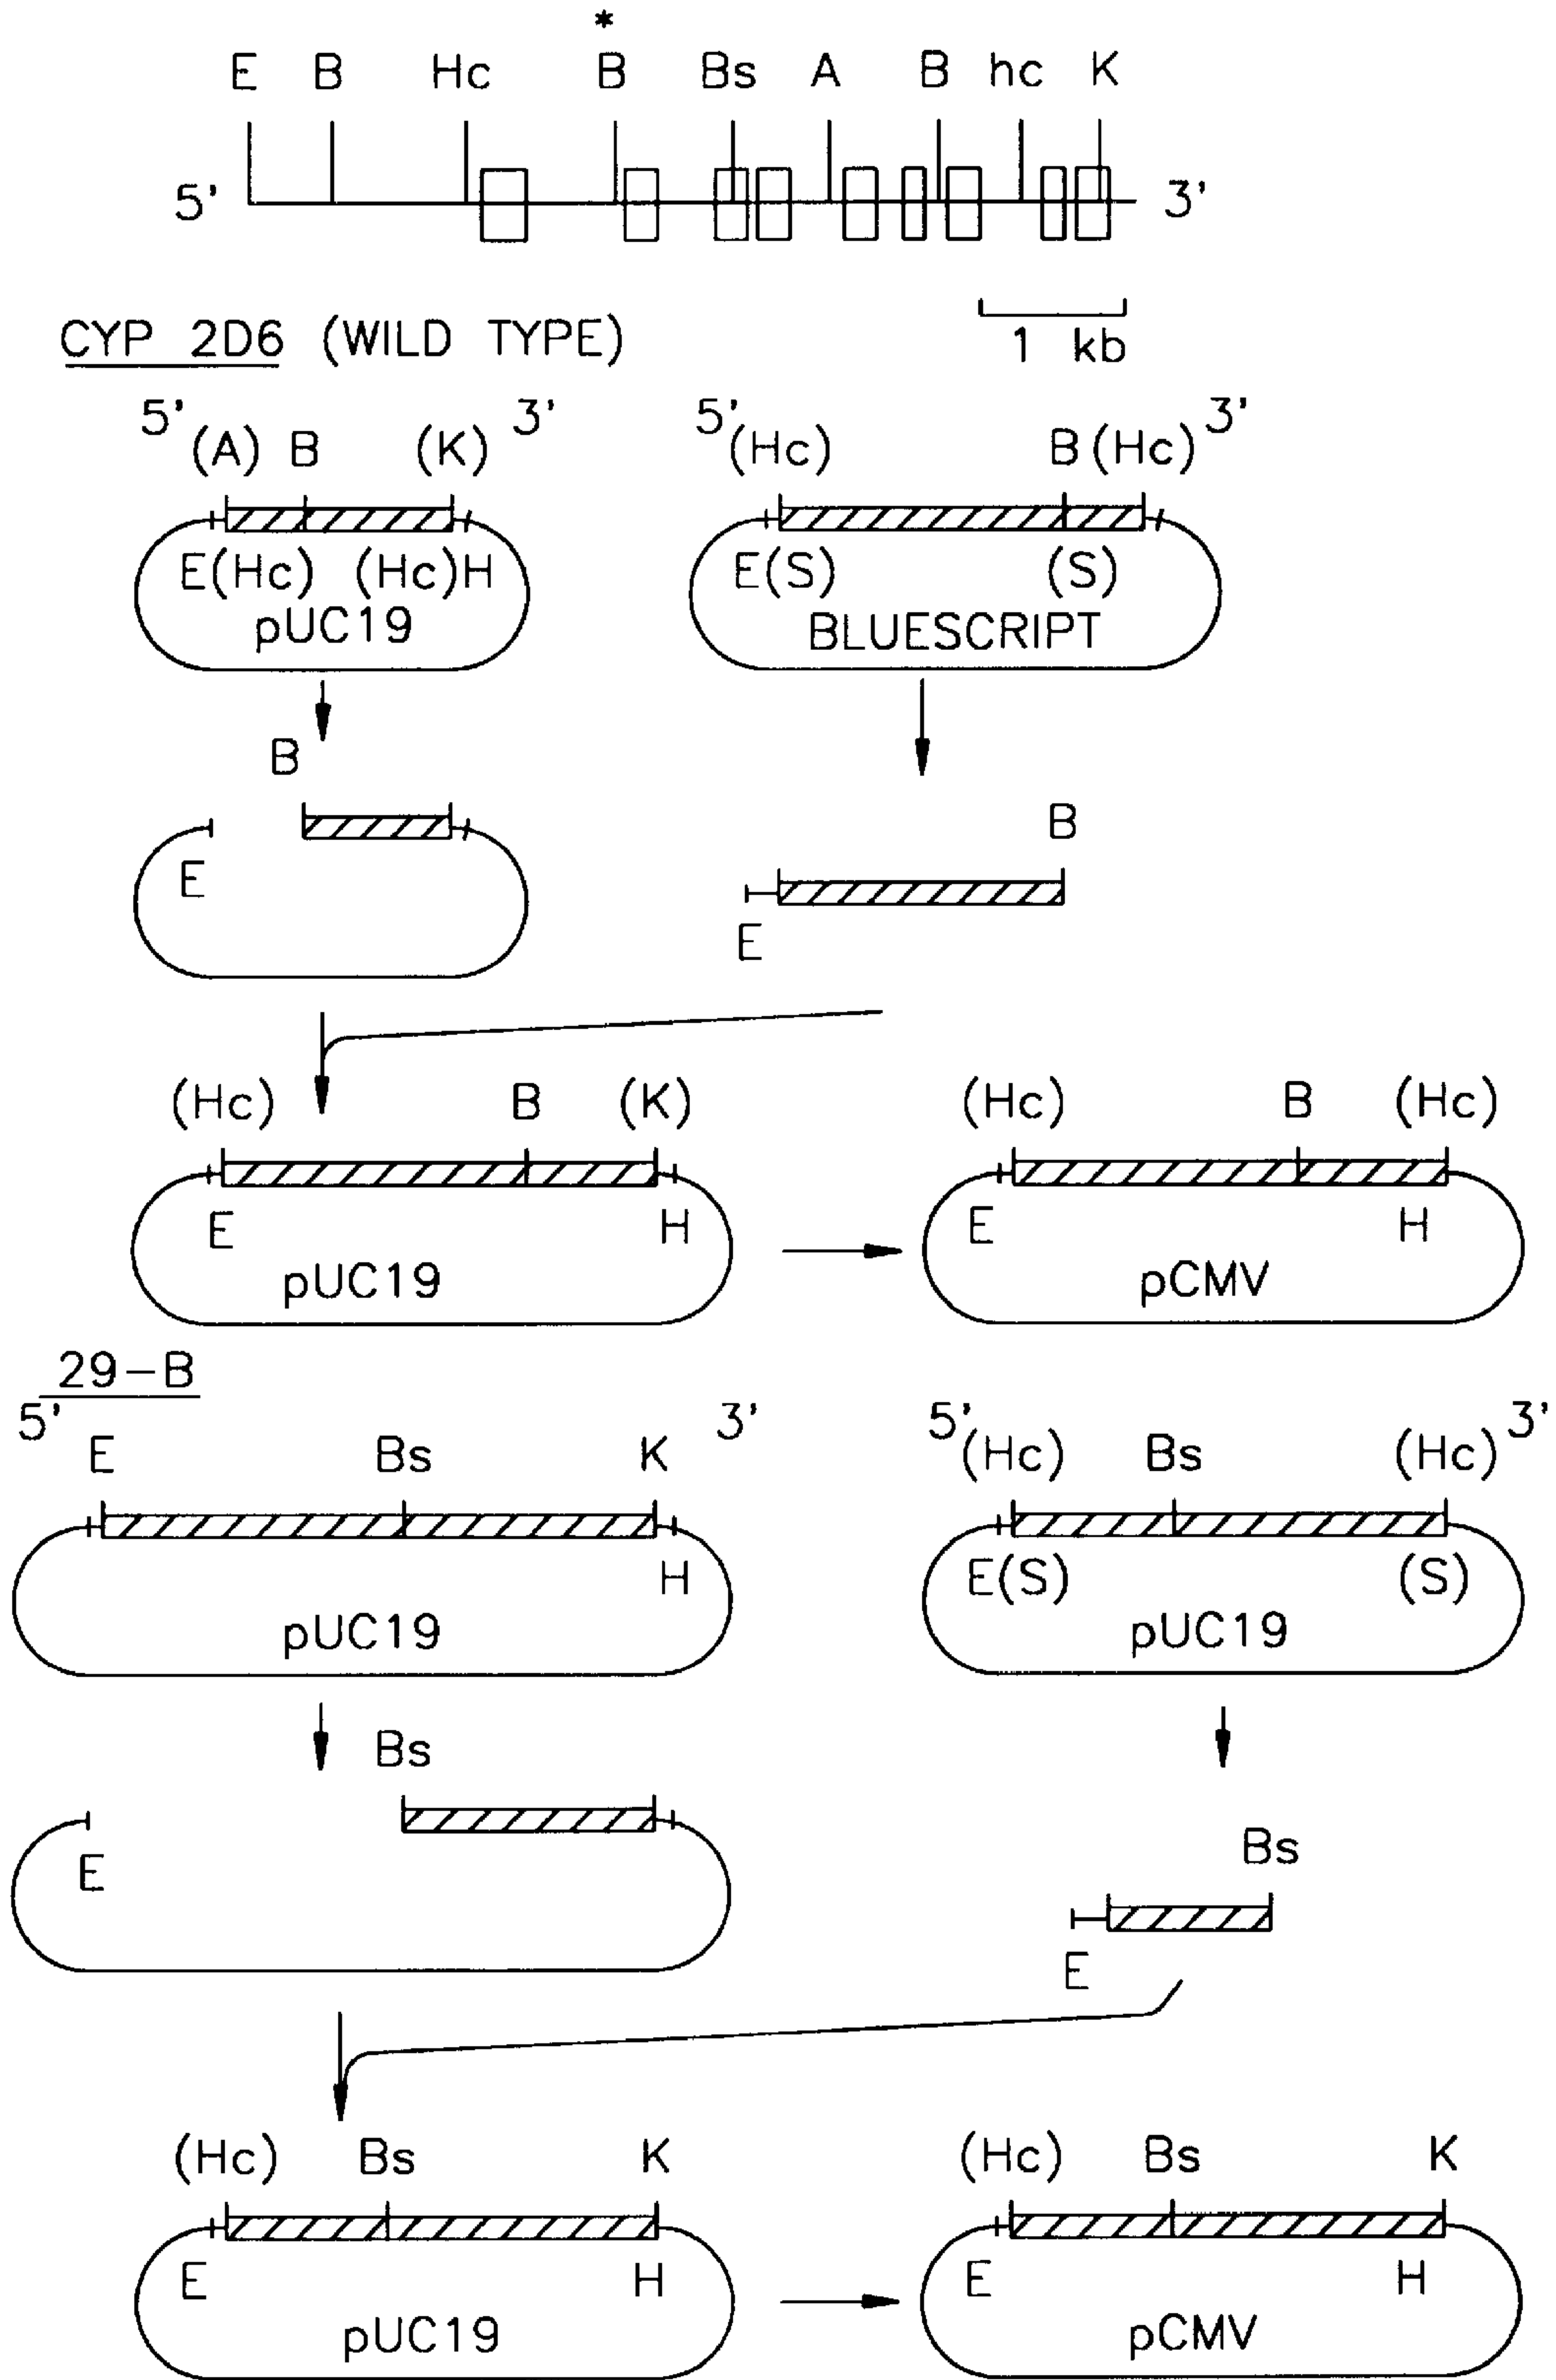 *
E B Hc B Bs A B hc K
5' 3'
CYP 2D6 (WILD TYPE)
1 kb
5' (A) B (K) 3'
5' (Hc) B (Hc) 3'
E(Hc) (Hc)H
pUC19
E(S) (S)
BLUESCRIPT
B
E
B
E
(Hc) B (K)
E H
pUC19
(Hc) B (Hc)
E H
pCMV
29-B
5' E Bs K 3'
H
pUC19
5' (Hc) Bs (Hc) 3'
E(S) (S)
pUC19
Bs
E
Bs
E
(Hc) Bs K
E H
pUC19
(Hc) Bs K
E H
pCMV